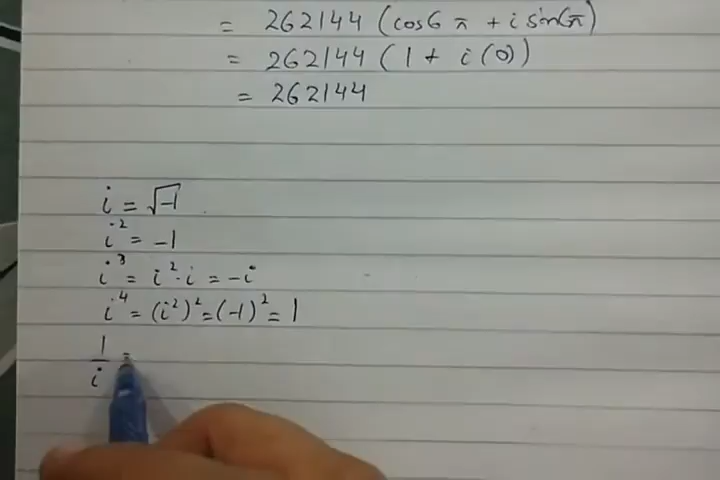 = 262144 (cos6π + i sin6π)
= 262144 (1 + i(0))
= 262144
i = √-1
i² = -1
i³ = i²·i = -i
i⁴ = (i²)² = (-1)² = 1
1/i =